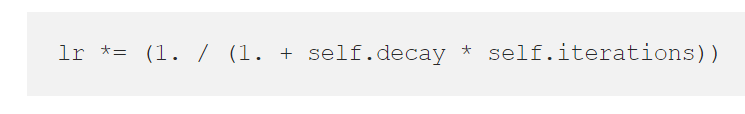 lr *= (1. / (1. + self.decay * self.iterations))